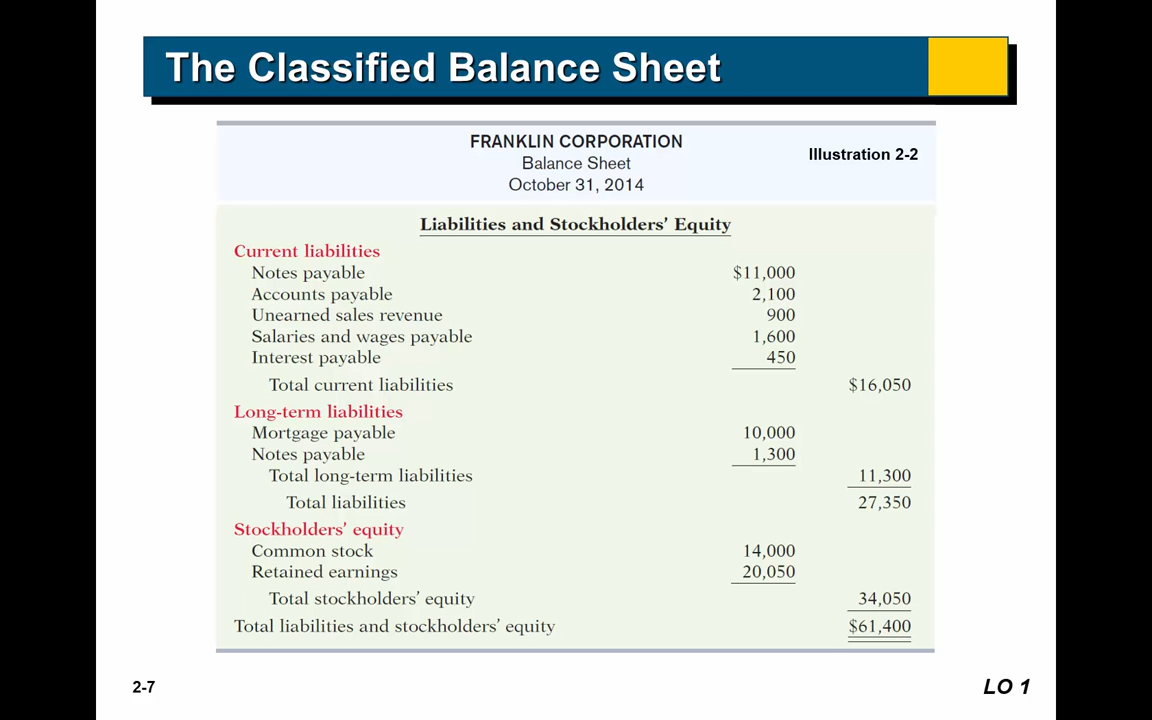 The Classified Balance Sheet
FRANKLIN CORPORATION
Balance Sheet
October 31, 2014
Illustration 2-2
Liabilities and Stockholders' Equity
Current liabilities
Notes payable $11,000
Accounts payable 2,100
Unearned sales revenue 900
Salaries and wages payable 1,600
Interest payable 450
Total current liabilities $16,050
Long-term liabilities
Mortgage payable 10,000
Notes payable 1,300
Total long-term liabilities 11,300
Total liabilities 27,350
Stockholders' equity
Common stock 14,000
Retained earnings 20,050
Total stockholders' equity 34,050
Total liabilities and stockholders' equity $61,400
2-7
LO 1